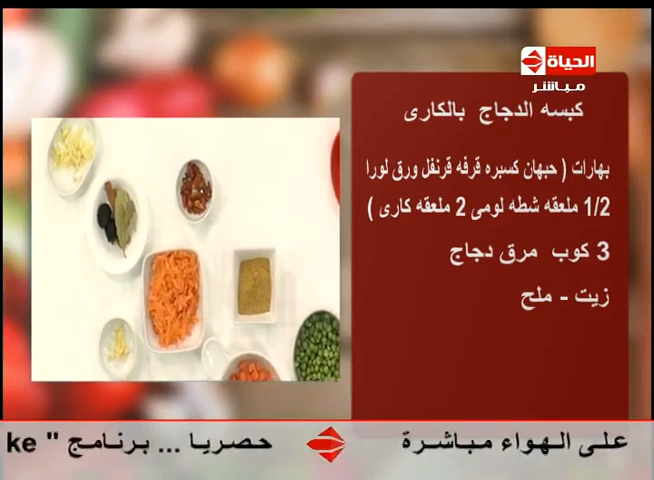 الحياة
مباشر
كبسه الدجاج بالكارى
بهارات ( حبهان كسبره قرفه قرنفل ورق لورا
1/2 ملعقه شطه لومى 2 ملعقه كارى )
3 كوب مرق دجاج
زيت - ملح
على الهواء مباشرة
حصريا ... برنامج " ke